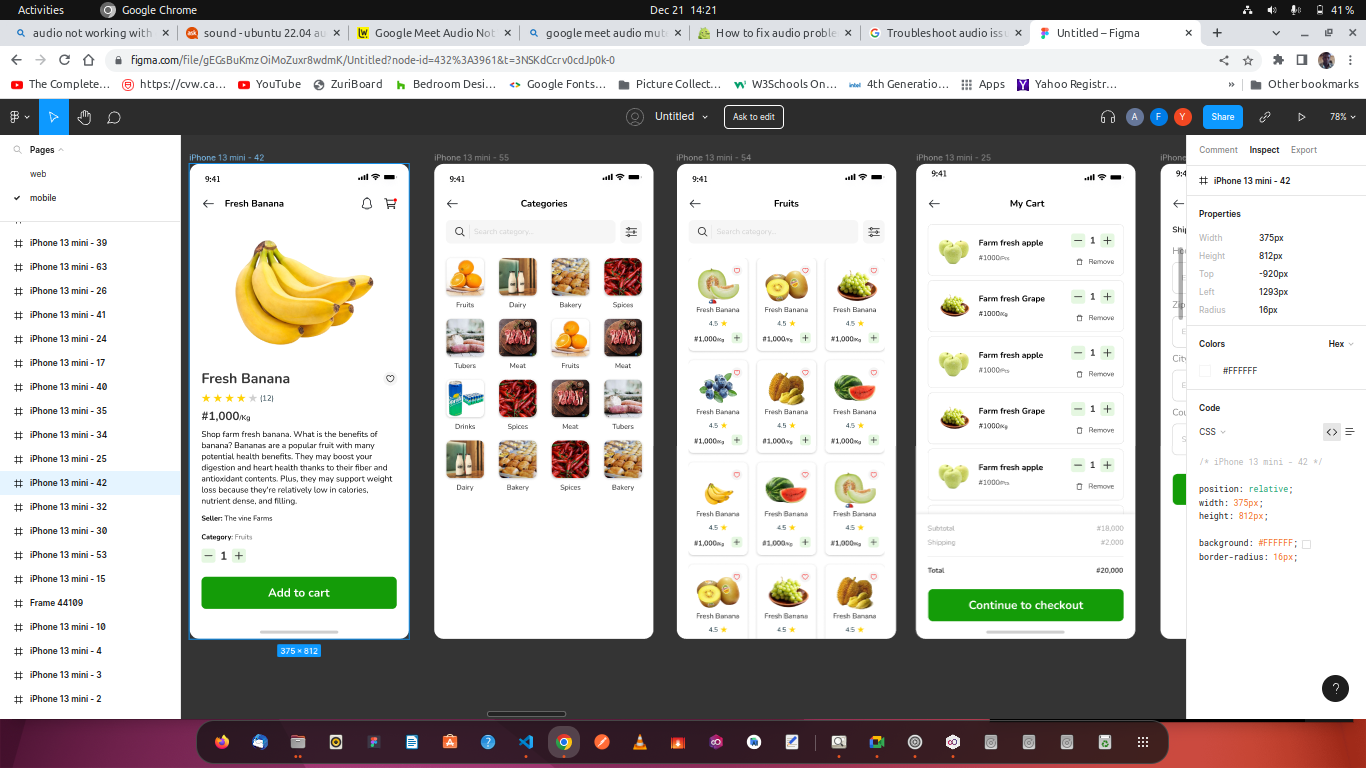 Activities
Google Chrome
Dec 21 14:21
41 %
audio not working with
sound - ubuntu 22.04 au
Google Meet Audio Not
google meet audio mut
How to fix audio proble
Troubleshoot audio iss
Untitled – Figma
figma.com/file/gEGsBuKmzOiMoZuxr8wdmK/Untitled?node-id=432%3A3961&t=3NSKdCcrv0cdJp0k-0
The Complete...
https://cvw.ca...
YouTube
ZuriBoard
Bedroom Desi...
Google Fonts...
Picture Collect...
W3Schools On...
4th Generatio...
Apps
Yahoo Registr...
»
Other bookmarks
Untitled
Ask to edit
A
F
Y
Share
78%
Pages
web
mobile
iPhone 13 mini - 39
iPhone 13 mini - 63
iPhone 13 mini - 26
iPhone 13 mini - 41
iPhone 13 mini - 24
iPhone 13 mini - 17
iPhone 13 mini - 40
iPhone 13 mini - 35
iPhone 13 mini - 34
iPhone 13 mini - 25
iPhone 13 mini - 42
iPhone 13 mini - 32
iPhone 13 mini - 30
iPhone 13 mini - 53
iPhone 13 mini - 15
Frame 44109
iPhone 13 mini - 10
iPhone 13 mini - 4
iPhone 13 mini - 3
iPhone 13 mini - 2
iPhone 13 mini - 42
9:41
Fresh Banana
Fresh Banana
(12)
#1,000/Kg
Shop farm fresh banana. What is the benefits of
banana? Bananas are a popular fruit with many
potential health benefits. They may boost your
digestion and heart health thanks to their fiber and
antioxidant contents. Plus, they may support weight
loss because they're relatively low in calories,
nutrient dense, and filling.
Seller: The vine Farms
Category: Fruits
1
Add to cart
375 × 812
iPhone 13 mini - 55
9:41
Categories
Search category...
Fruits
Dairy
Bakery
Spices
Tubers
Meat
Fruits
Meat
Drinks
Spices
Meat
Tubers
Dairy
Bakery
Spices
Bakery
iPhone 13 mini - 54
9:41
Fruits
Search category...
Fresh Banana Fresh Banana Fresh Banana
4.5 4.5 4.5
#1,000/Kg #1,000/Kg #1,000/Kg
Fresh Banana Fresh Banana Fresh Banana
4.5 4.5 4.5
#1,000/Kg #1,000/Kg #1,000/Kg
Fresh Banana Fresh Banana Fresh Banana
4.5 4.5 4.5
#1,000/Kg #1,000/Kg #1,000/Kg
Fresh Banana Fresh Banana Fresh Banana
4.5 4.5 4.5
iPhone 13 mini - 25
9:41
My Cart
Farm fresh apple
1
#1000/Pcs
Remove
Farm fresh Grape
1
#1000/Kg
Remove
Farm fresh apple
1
#1000/Pcs
Remove
Farm fresh Grape
1
#1000/Kg
Remove
Farm fresh apple
1
#1000/Pcs
Remove
Subtotal #18,000
Shipping #2,000
Total #20,000
Continue to checkout
Comment
Inspect
Export
iPhone 13 mini - 42
Properties
Width 375px
Height 812px
Top -920px
Left 1293px
Radius 16px
Colors
Hex
#FFFFFF
Code
CSS
/* iPhone 13 mini - 42 */
position: relative;
width: 375px;
height: 812px;
background: #FFFFFF;
border-radius: 16px;
?